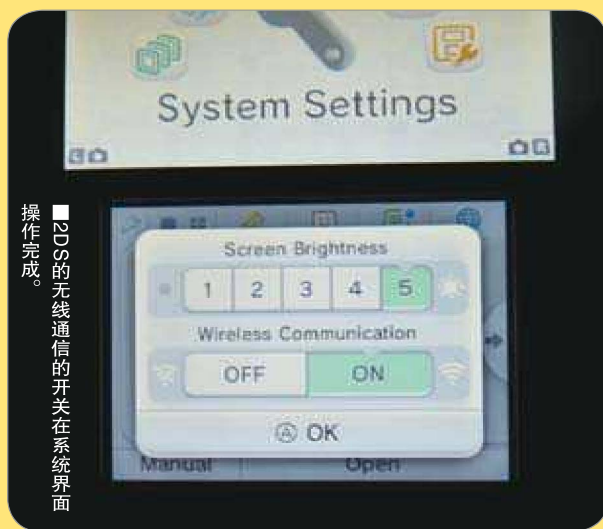 System Settings
L
R
Screen Brightness
1 2 3 4 5
Wireless Communication
OFF ON
Ⓐ OK
Manual Open
■2DS的无线通信的开关在系统界面
操作完成。